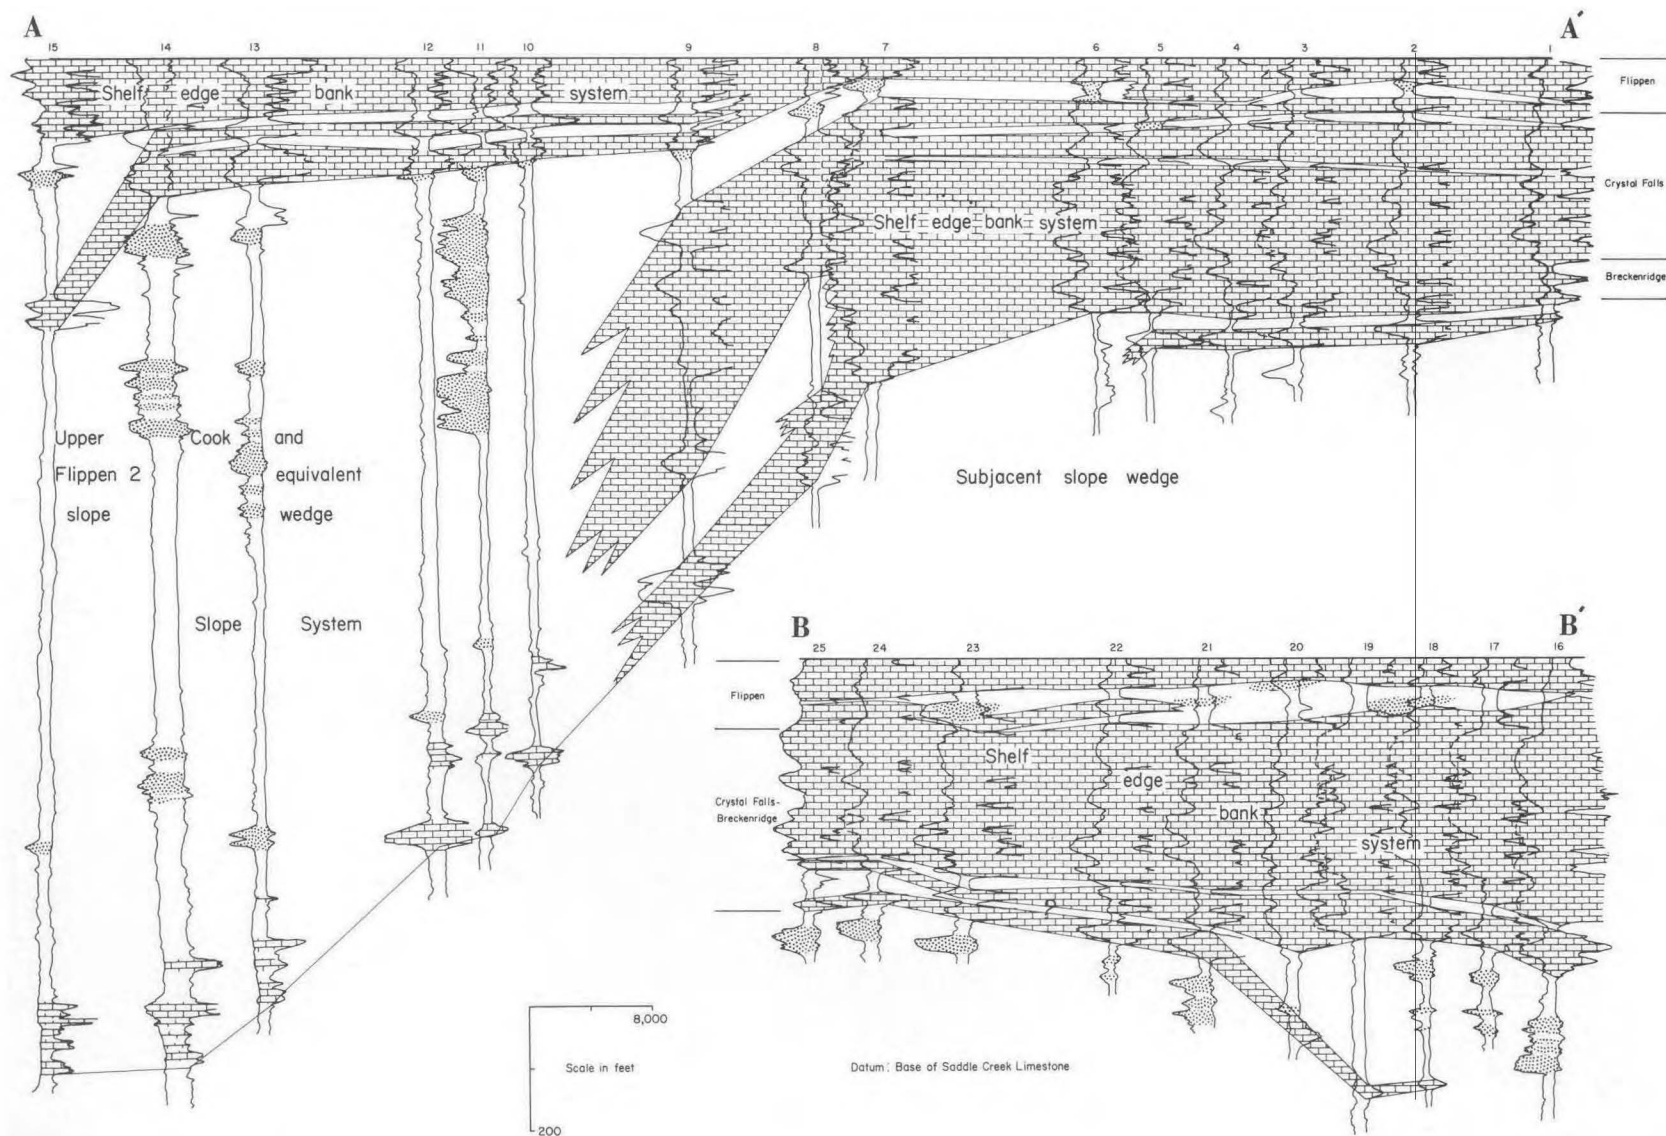 A A´
15 14 13 12 11 10 9 8 7 6 5 4 3 2 1
Shelf edge bank system
Flippen
Crystal Falls
Breckenridge
Shelf edge bank system
Upper Cook and
Flippen 2 equivalent
slope wedge
Subjacent slope wedge
Slope System
B B´
25 24 23 22 21 20 19 18 17 16
Flippen
Shelf
edge
bank
system
Crystal Falls-
Breckenridge
8,000
Scale in feet
200
Datum: Base of Saddle Creek Limestone